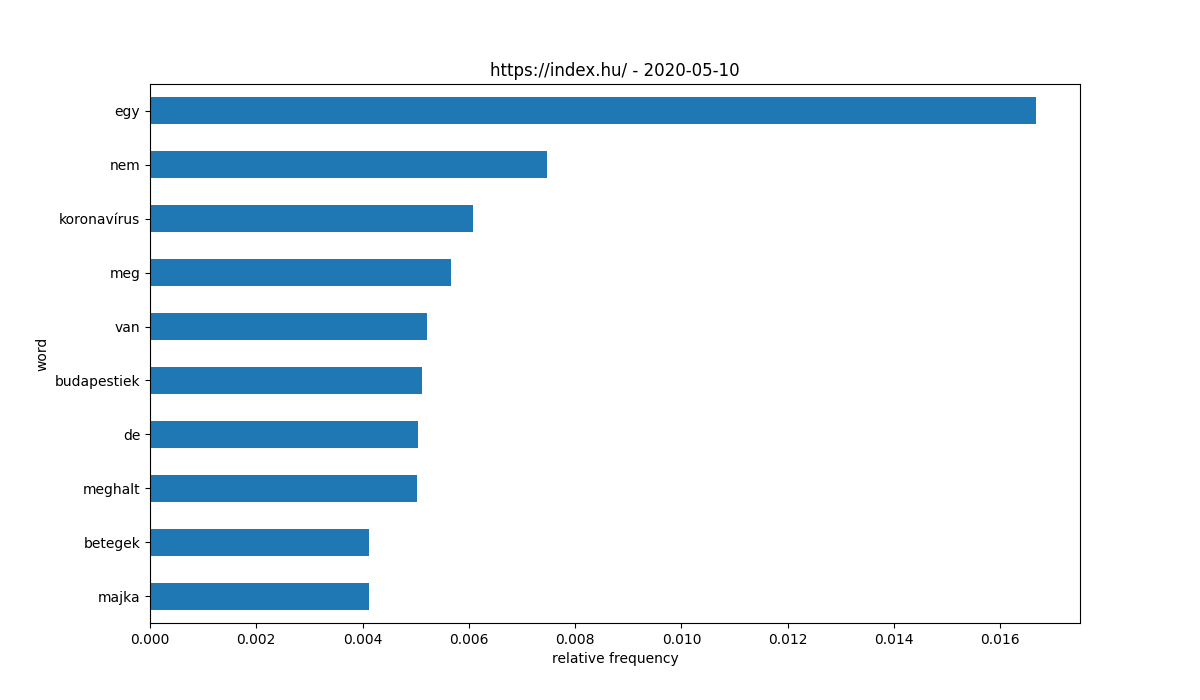 https://index.hu/ - 2020-05-10
word
egy
nem
koronavírus
meg
van
budapestiek
de
meghalt
betegek
majka
0.000 0.002 0.004 0.006 0.008 0.010 0.012 0.014 0.016
relative frequency